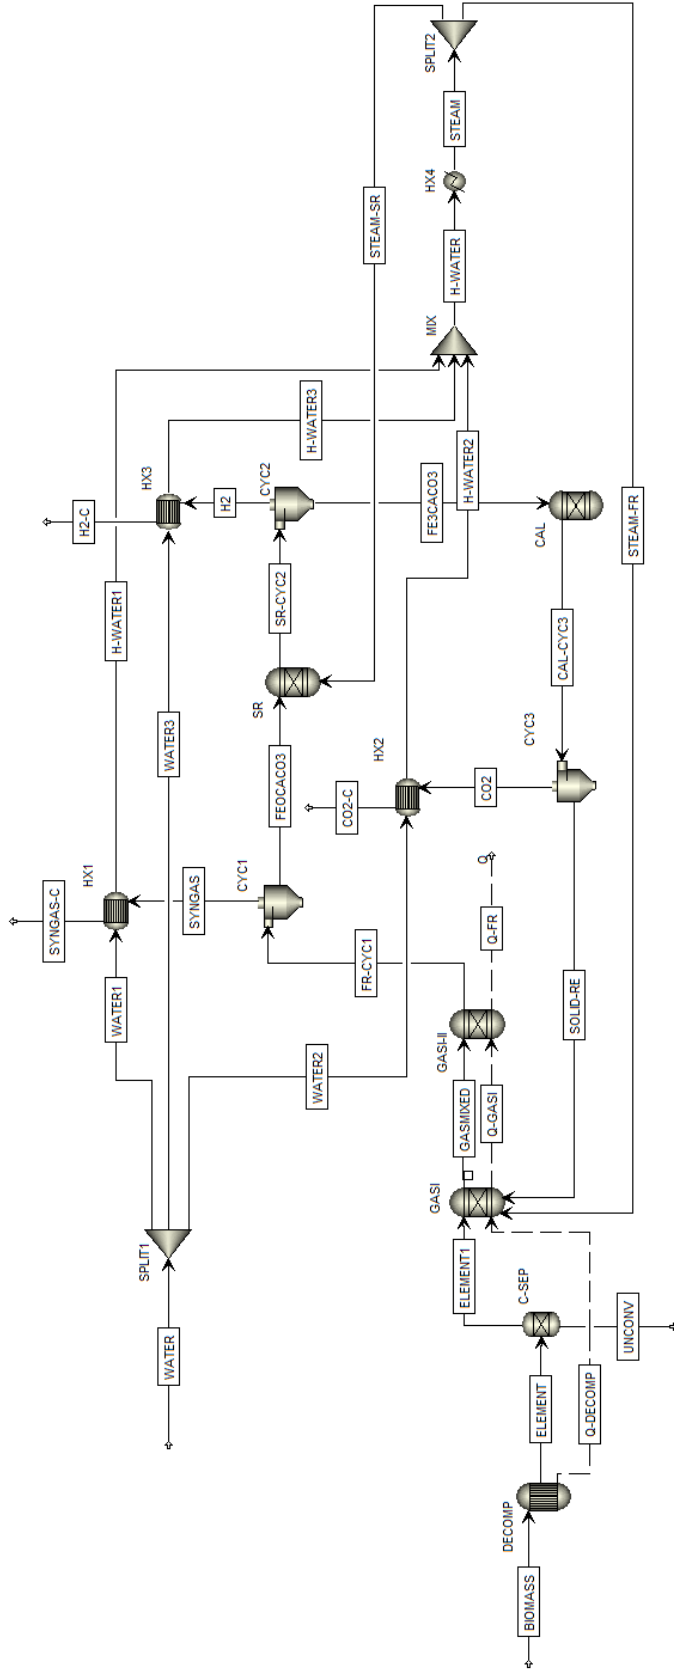 SPLIT2
STEAM
HX4
H-WATER
MIX
STEAM-SR
STEAM-FR
H2-C
HX3
H-WATER3
H-WATER1
H2
CYC2
FE3CACO3
H-WATER2
CAL
SR-CYC2
CAL-CYC3
SR
WATER3
FEOCACO3
HX2
CYC3
CO2-C
CO2
SYNGAS-C
HX1
SYNGAS
CYC1
WATER1
FR-CYC1
Q
Q-FR
SOLID-RE
GASI-II
WATER2
GASMIXED
Q-GASI
GASI
SPLIT1
WATER
ELEMENT1
C-SEP
UNCONV
ELEMENT
Q-DECOMP
DECOMP
BIOMASS